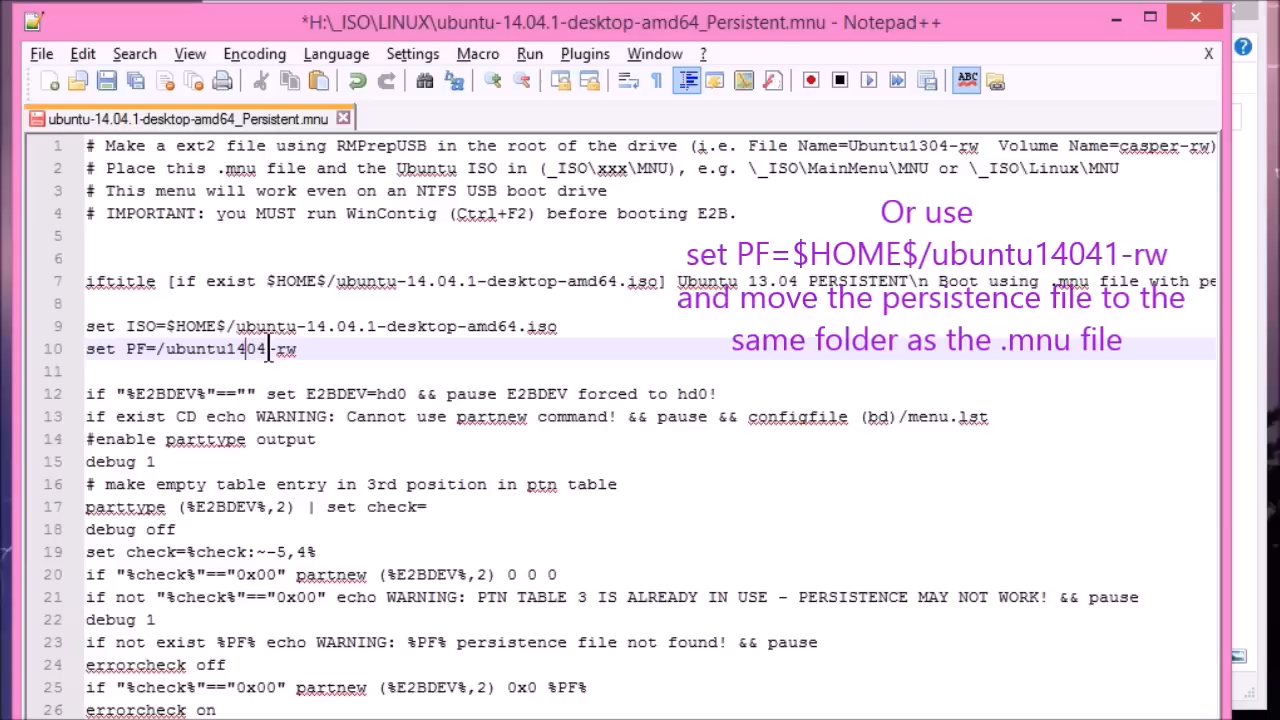 *H:\_ISO\LINUX\ubuntu-14.04.1-desktop-amd64_Persistent.mnu - Notepad++
File Edit Search View Encoding Language Settings Macro Run Plugins Window ? X
ABC
ubuntu-14.04.1-desktop-amd64_Persistent.mnu
1 # Make a ext2 file using RMPrepUSB in the root of the drive (i.e. File Name=Ubuntu1304-rw  Volume Name=casper-rw)
2 # Place this .mnu file and the Ubuntu ISO in (_ISO\xxx\MNU), e.g. \_ISO\MainMenu\MNU or \_ISO\Linux\MNU
3 # This menu will work even on an NTFS USB boot drive
4 # IMPORTANT: you MUST run WinContig (Ctrl+F2) before booting E2B.
Or use
set PF=$HOME$/ubuntu14041-rw
and move the persistence file to the
same folder as the .mnu file
5
6
7 iftitle [if exist $HOME$/ubuntu-14.04.1-desktop-amd64.iso] Ubuntu 13.04 PERSISTENT\n Boot using .mnu file with pe
8
9 set ISO=$HOME$/ubuntu-14.04.1-desktop-amd64.iso
10 set PF=/ubuntu1404-rw
11
12 if "%E2BDEV%"=="" set E2BDEV=hd0 && pause E2BDEV forced to hd0!
13 if exist CD echo WARNING: Cannot use partnew command! && pause && configfile (bd)/menu.lst
14 #enable parttype output
15 debug 1
16 # make empty table entry in 3rd position in ptn table
17 parttype (%E2BDEV%,2) | set check=
18 debug off
19 set check=%check:~-5,4%
20 if "%check%"=="0x00" partnew (%E2BDEV%,2) 0 0 0
21 if not "%check%"=="0x00" echo WARNING: PTN TABLE 3 IS ALREADY IN USE - PERSISTENCE MAY NOT WORK! && pause
22 debug 1
23 if not exist %PF% echo WARNING: %PF% persistence file not found! && pause
24 errorcheck off
25 if "%check%"=="0x00" partnew (%E2BDEV%,2) 0x0 %PF%
26 errorcheck on